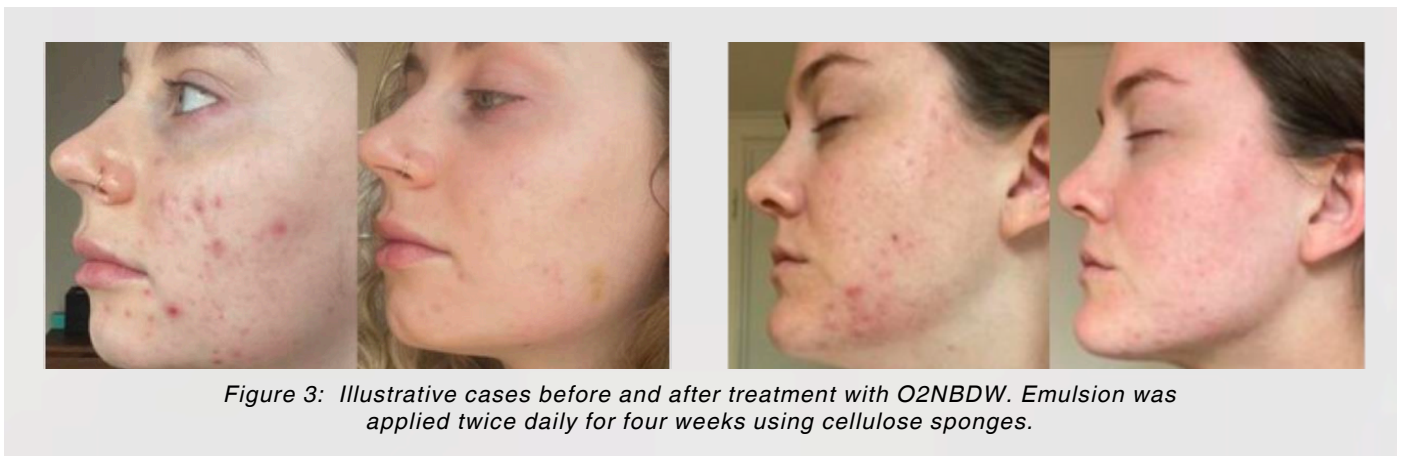 Figure 3:  Illustrative cases before and after treatment with O2NBDW. Emulsion was
applied twice daily for four weeks using cellulose sponges.